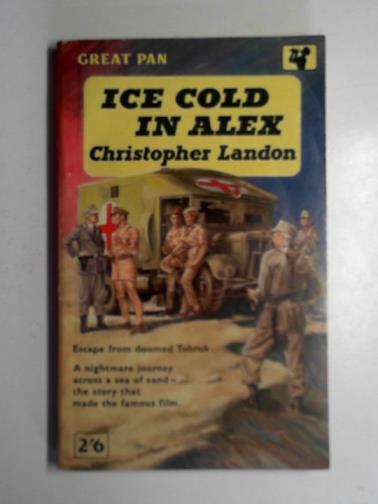 GREAT PAN
ICE COLD
IN ALEX
Christopher Landon
Escape from doomed Tobruk.
A nightmare journey
across a sea of sand—
the story that
made the famous film.
2'6